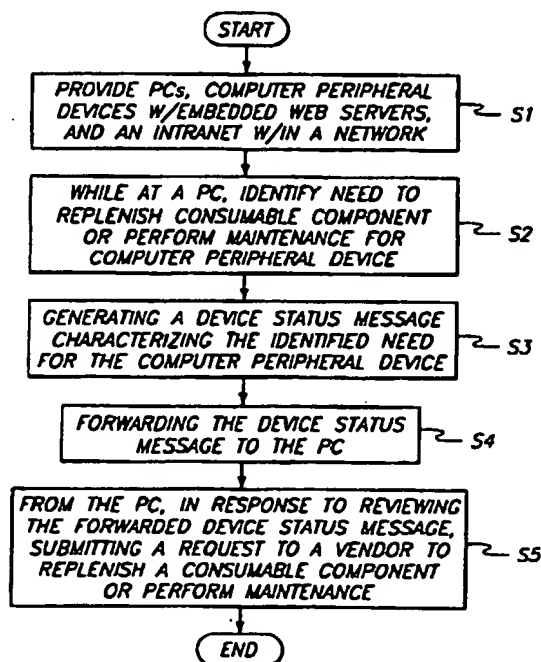 START
PROVIDE PCs, COMPUTER PERIPHERAL
DEVICES W/EMBEDDED WEB SERVERS,
AND AN INTRANET W/IN A NETWORK
S1
WHILE AT A PC, IDENTIFY NEED TO
REPLENISH CONSUMABLE COMPONENT
OR PERFORM MAINTENANCE FOR
COMPUTER PERIPHERAL DEVICE
S2
GENERATING A DEVICE STATUS MESSAGE
CHARACTERIZING THE IDENTIFIED NEED
FOR THE COMPUTER PERIPHERAL DEVICE
S3
FORWARDING THE DEVICE STATUS
MESSAGE TO THE PC
S4
FROM THE PC, IN RESPONSE TO REVIEWING
THE FORWARDED DEVICE STATUS MESSAGE,
SUBMITTING A REQUEST TO A VENDOR TO
REPLENISH A CONSUMABLE COMPONENT
OR PERFORM MAINTENANCE
S5
END